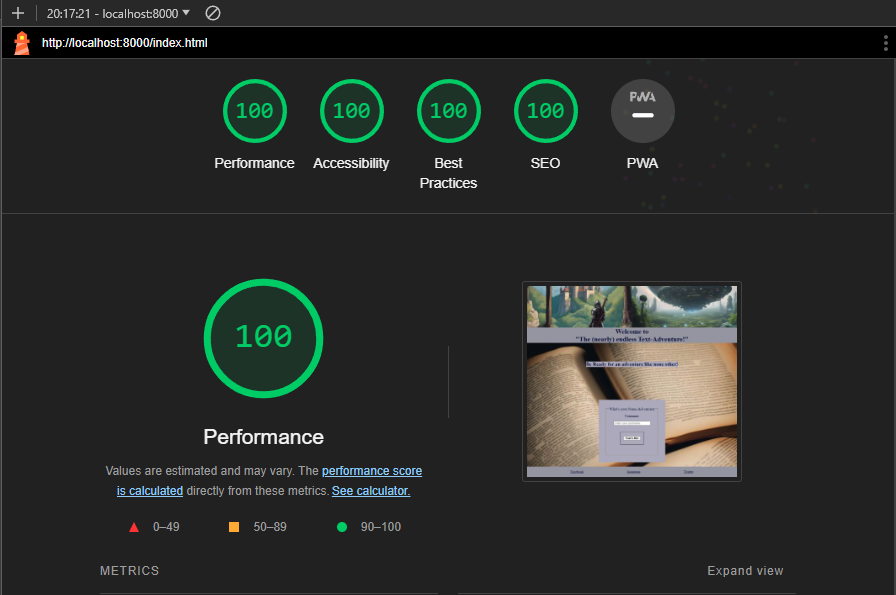 20:17:21 - localhost:8000
http://localhost:8000/index.html
100
100
100
100
PWA
Performance
Accessibility
Best
Practices
SEO
PWA
100
Performance
Values are estimated and may vary. The performance score
is calculated directly from these metrics. See calculator.
0–49
50–89
90–100
Welcome to
"The (nearly) endless Text-Adventure!"
Be Ready for an adventure like none other!
METRICS
Expand view